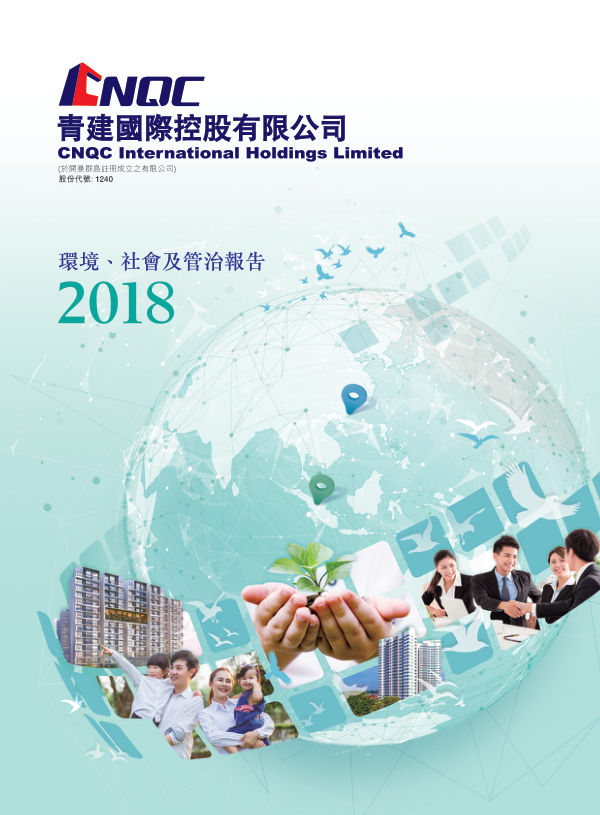 CNQC
青建國際控股有限公司
CNQC International Holdings Limited
(於開曼群島註冊成立之有限公司)
股份代號: 1240
環境、社會及管治報告
2018